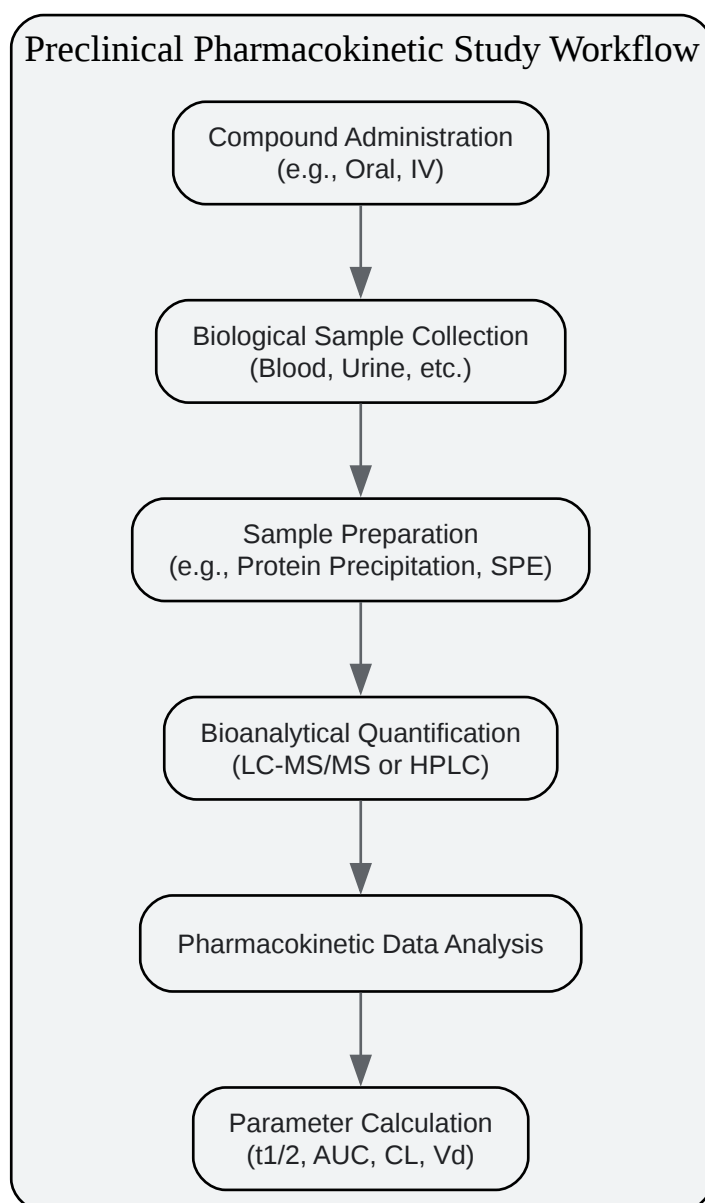 Preclinical Pharmacokinetic Study Workflow
Compound Administration
(e.g., Oral, IV)
Biological Sample Collection
(Blood, Urine, etc.)
Sample Preparation
(e.g., Protein Precipitation, SPE)
Bioanalytical Quantification
(LC-MS/MS or HPLC)
Pharmacokinetic Data Analysis
Parameter Calculation
(t1/2, AUC, CL, Vd)